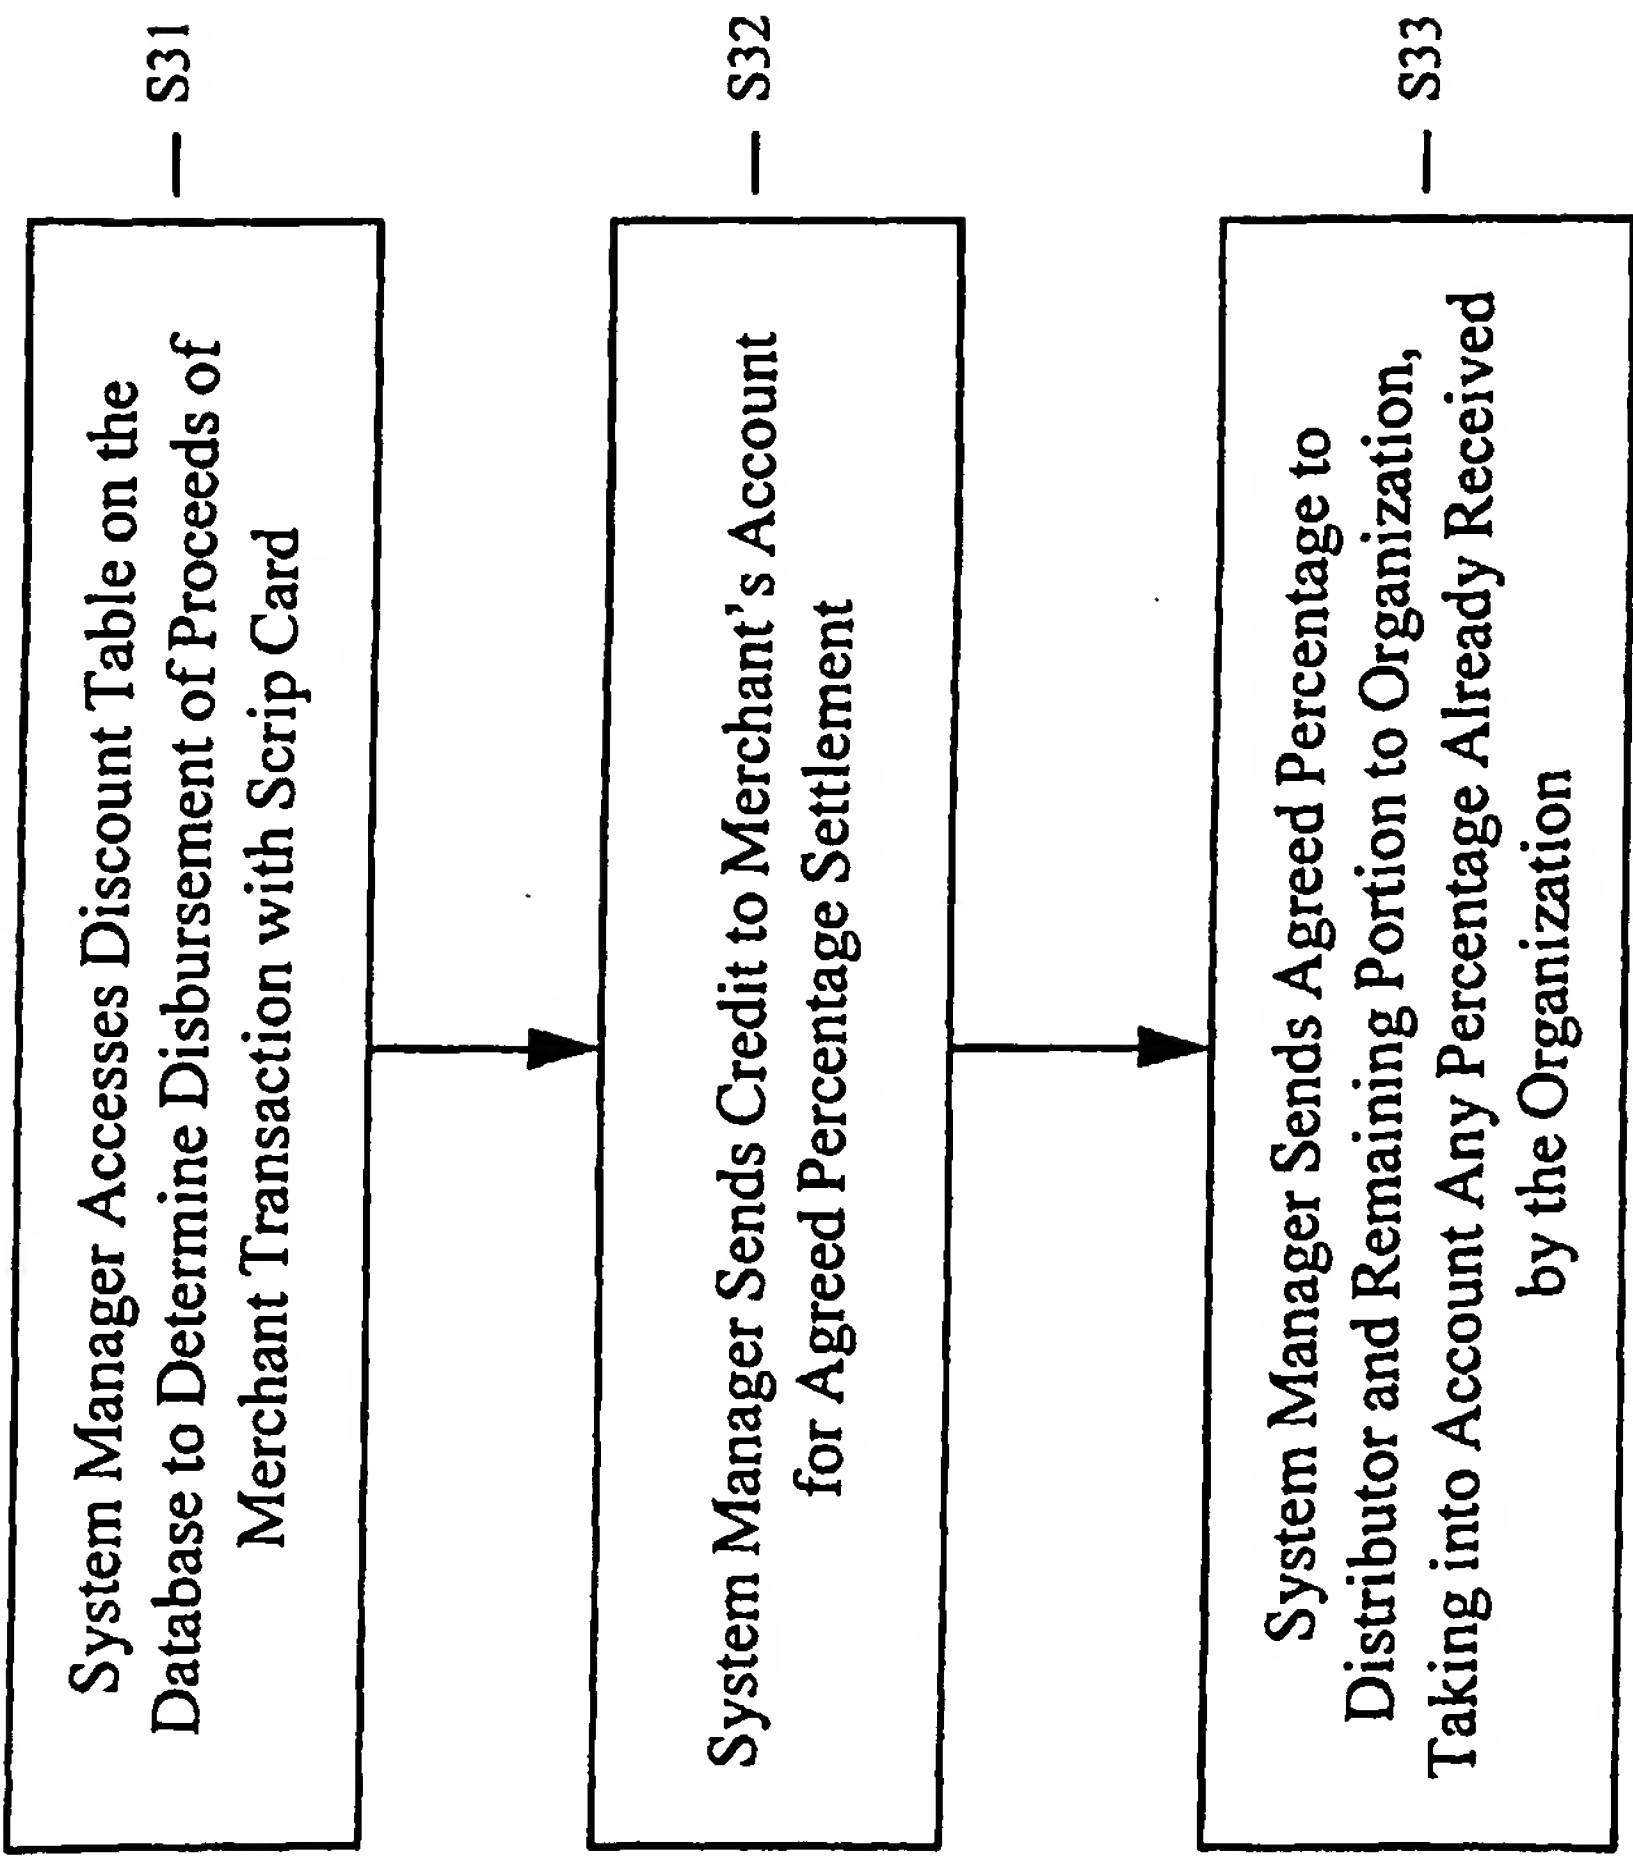 System Manager Accesses Discount Table on the
Database to Determine Disbursement of Proceeds of
Merchant Transaction with Scrip Card
S31
System Manager Sends Credit to Merchant's Account
for Agreed Percentage Settlement
S32
System Manager Sends Agreed Percentage to
Distributor and Remaining Portion to Organization,
Taking into Account Any Percentage Already Received
by the Organization
S33